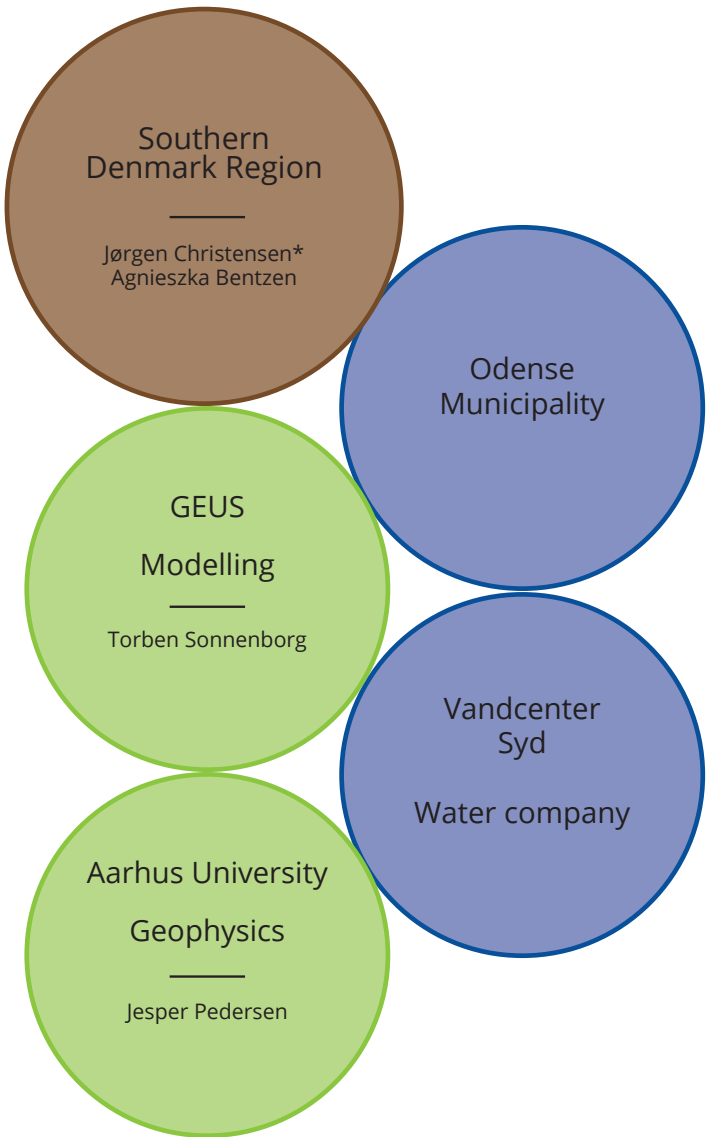 Southern
Denmark Region
Jørgen Christensen*
Agnieszka Bentzen
Odense
Municipality
GEUS
Modelling
Torben Sonnenborg
Vandcenter
Syd
Water company
Aarhus University
Geophysics
Jesper Pedersen